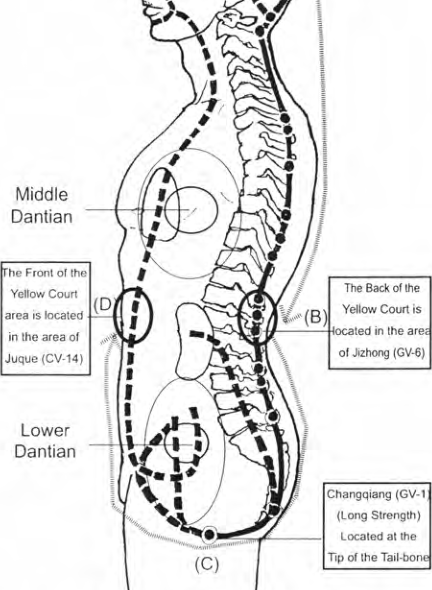 Middle
Dantian
The Front of the
Yellow Court
area is located
in the area of
Juque (CV-14)
(D)
(B)
The Back of the
Yellow Court is
located in the area
of Jizhong (GV-6)
Lower
Dantian
Changqiang (GV-1)
(Long Strength)
Located at the
Tip of the Tail-bone
(C)